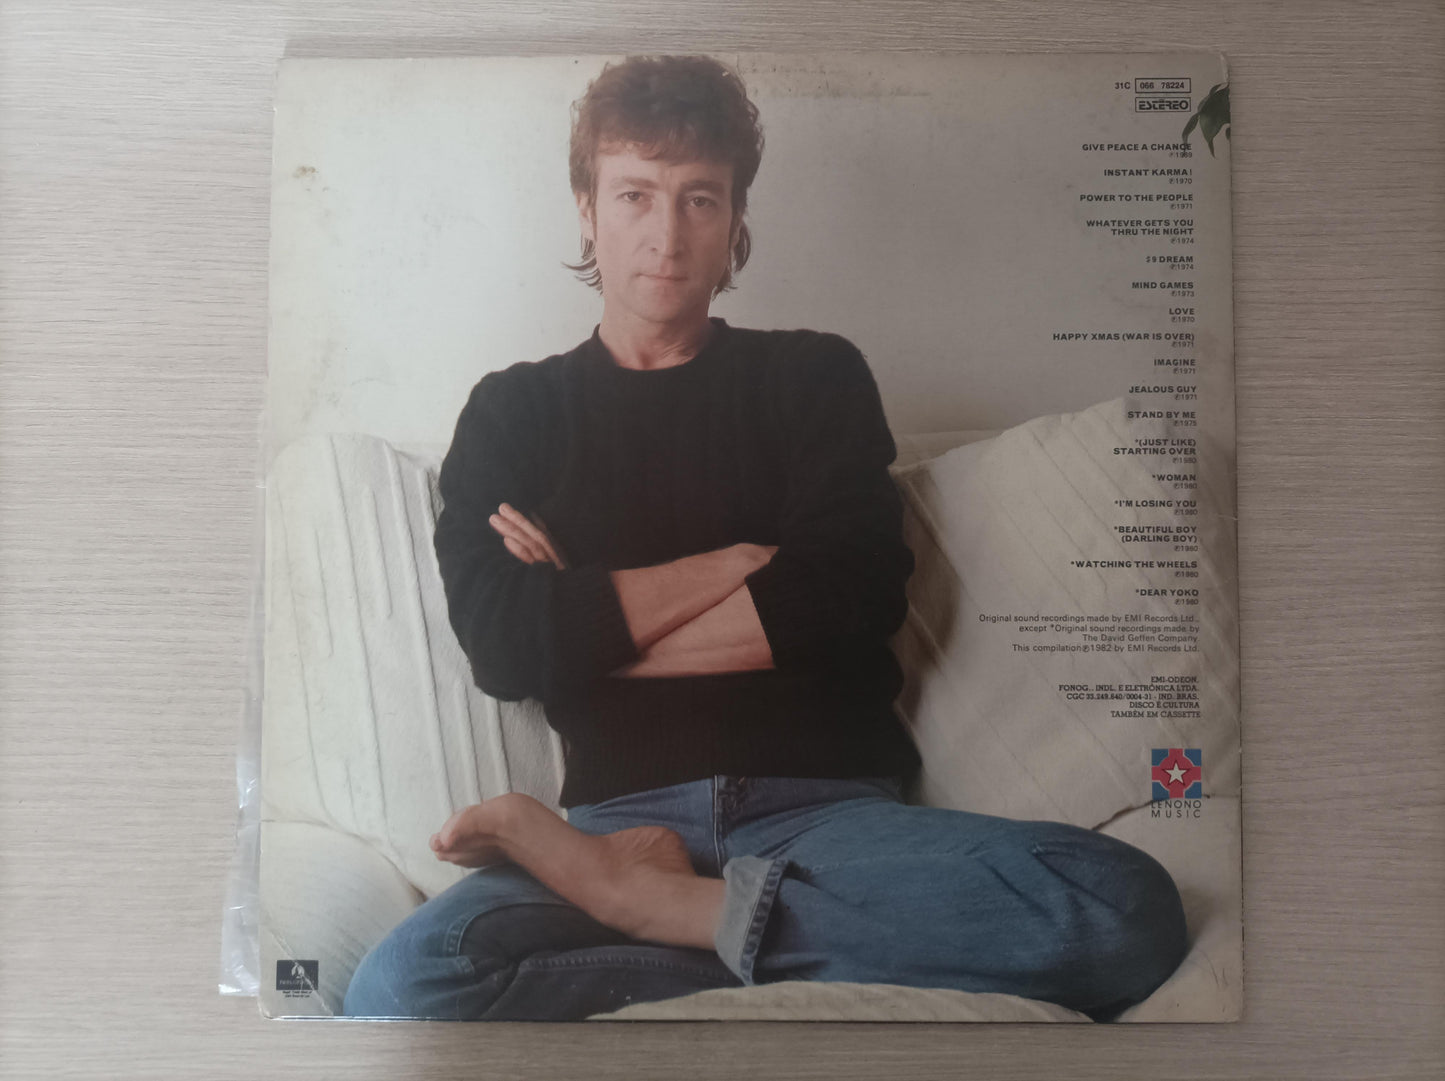 31C 066 78224
ESTÉREO
GIVE PEACE A CHANCE
℗1969
INSTANT KARMA!
℗1970
POWER TO THE PEOPLE
℗1971
WHATEVER GETS YOU
THRU THE NIGHT
℗1974
#9 DREAM
℗1974
MIND GAMES
℗1973
LOVE
℗1970
HAPPY XMAS (WAR IS OVER)
℗1971
IMAGINE
℗1971
JEALOUS GUY
℗1971
STAND BY ME
℗1975
*(JUST LIKE)
STARTING OVER
℗1980
*WOMAN
℗1980
*I'M LOSING YOU
℗1980
*BEAUTIFUL BOY
(DARLING BOY)
℗1980
*WATCHING THE WHEELS
℗1980
*DEAR YOKO
℗1980
Original sound recordings made by EMI Records Ltd.,
except *Original sound recordings made by
The David Geffen Company.
This compilation ℗1982 by EMI Records Ltd.
EMI-ODEON.
FONOG., INDL. E ELETRÔNICA LTDA.
CGC 33.249.640/0004-31 - IND. BRAS.
DISCO É CULTURA
TAMBÉM EM CASSETTE
LENONO
MUSIC